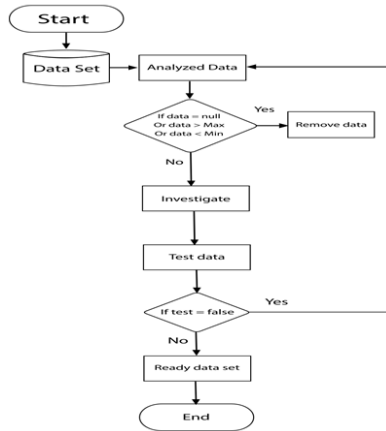 Start
Data Set
Analyzed Data
If data = null
Or data > Max
Or data < Min
Yes
Remove data
No
Investigate
Test data
If test = false
Yes
No
Ready data set
End